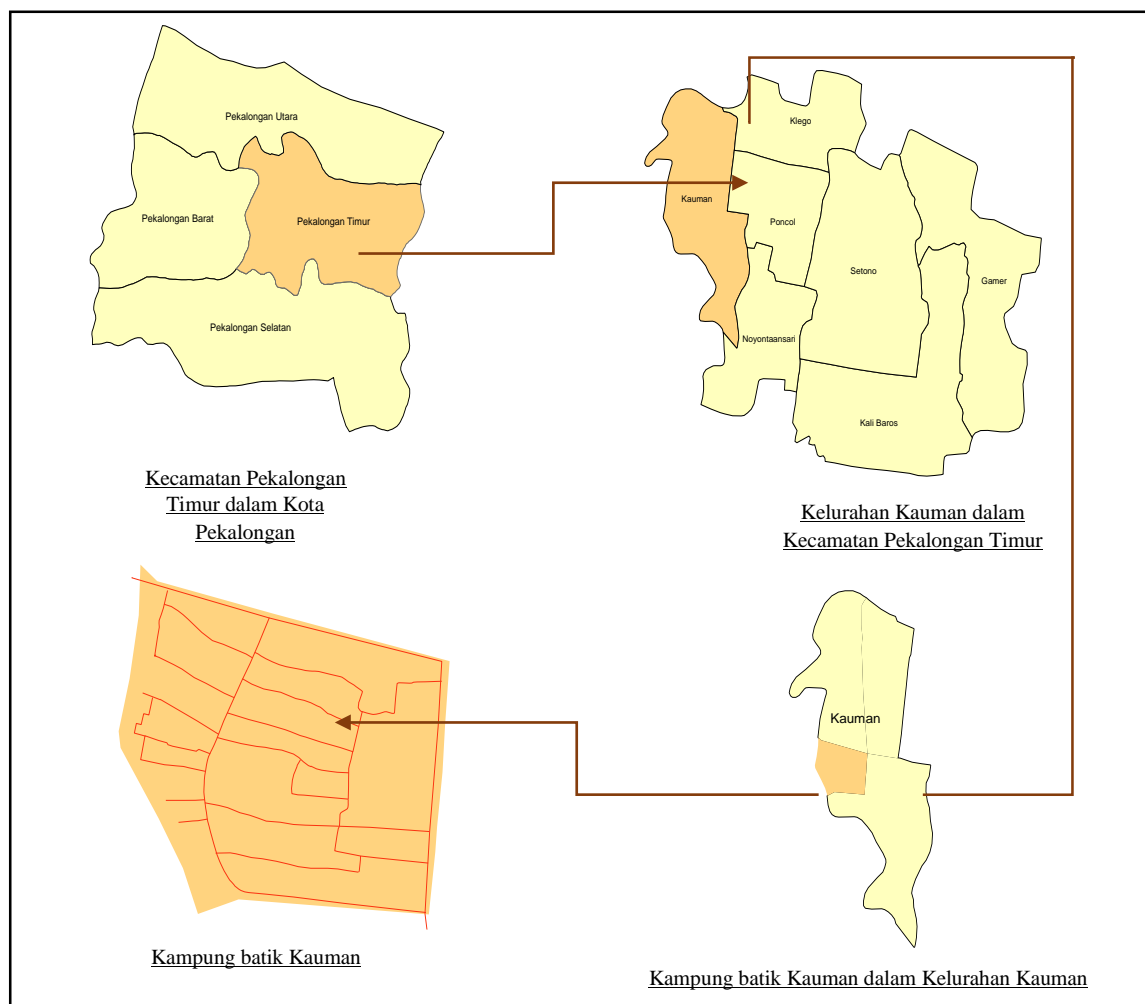 Pekalongan Utara
Pekalongan Barat
Pekalongan Timur
Pekalongan Selatan
Kecamatan Pekalongan
Timur dalam Kota
Pekalongan
Klego
Kauman
Poncol
Setono
Gamer
Noyontaansari
Kali Baros
Kelurahan Kauman dalam
Kecamatan Pekalongan Timur
Kampung batik Kauman
Kauman
Kampung batik Kauman dalam Kelurahan Kauman